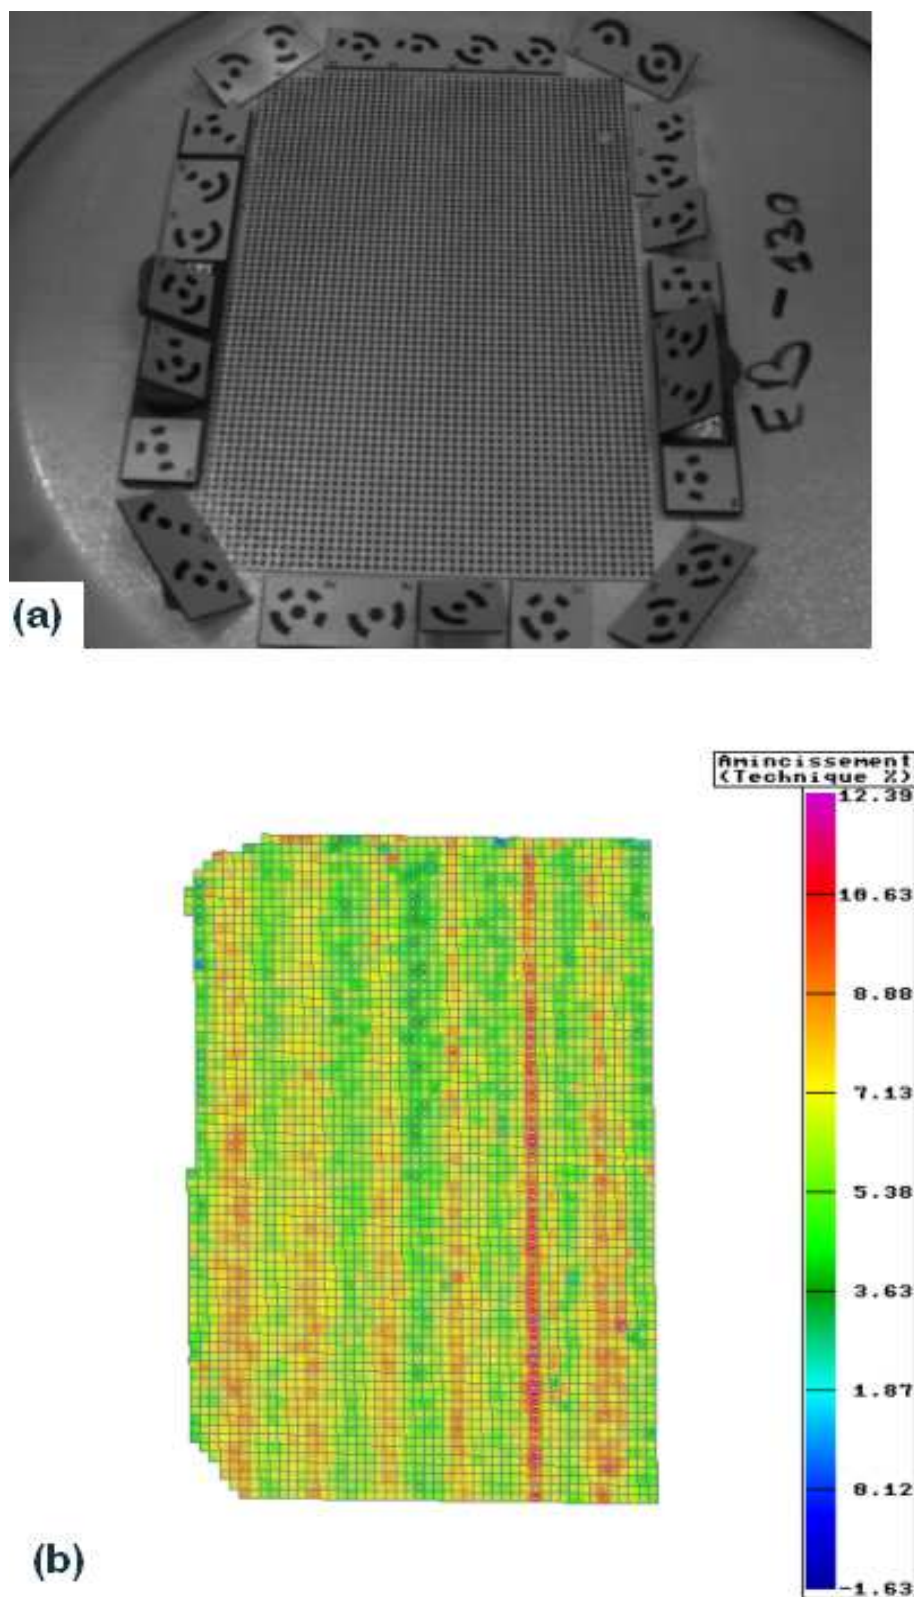 EB-130
(a)
Amincissement
(Technique %)
12.39
10.63
8.88
7.13
5.38
3.63
1.87
0.12
-1.63
(b)